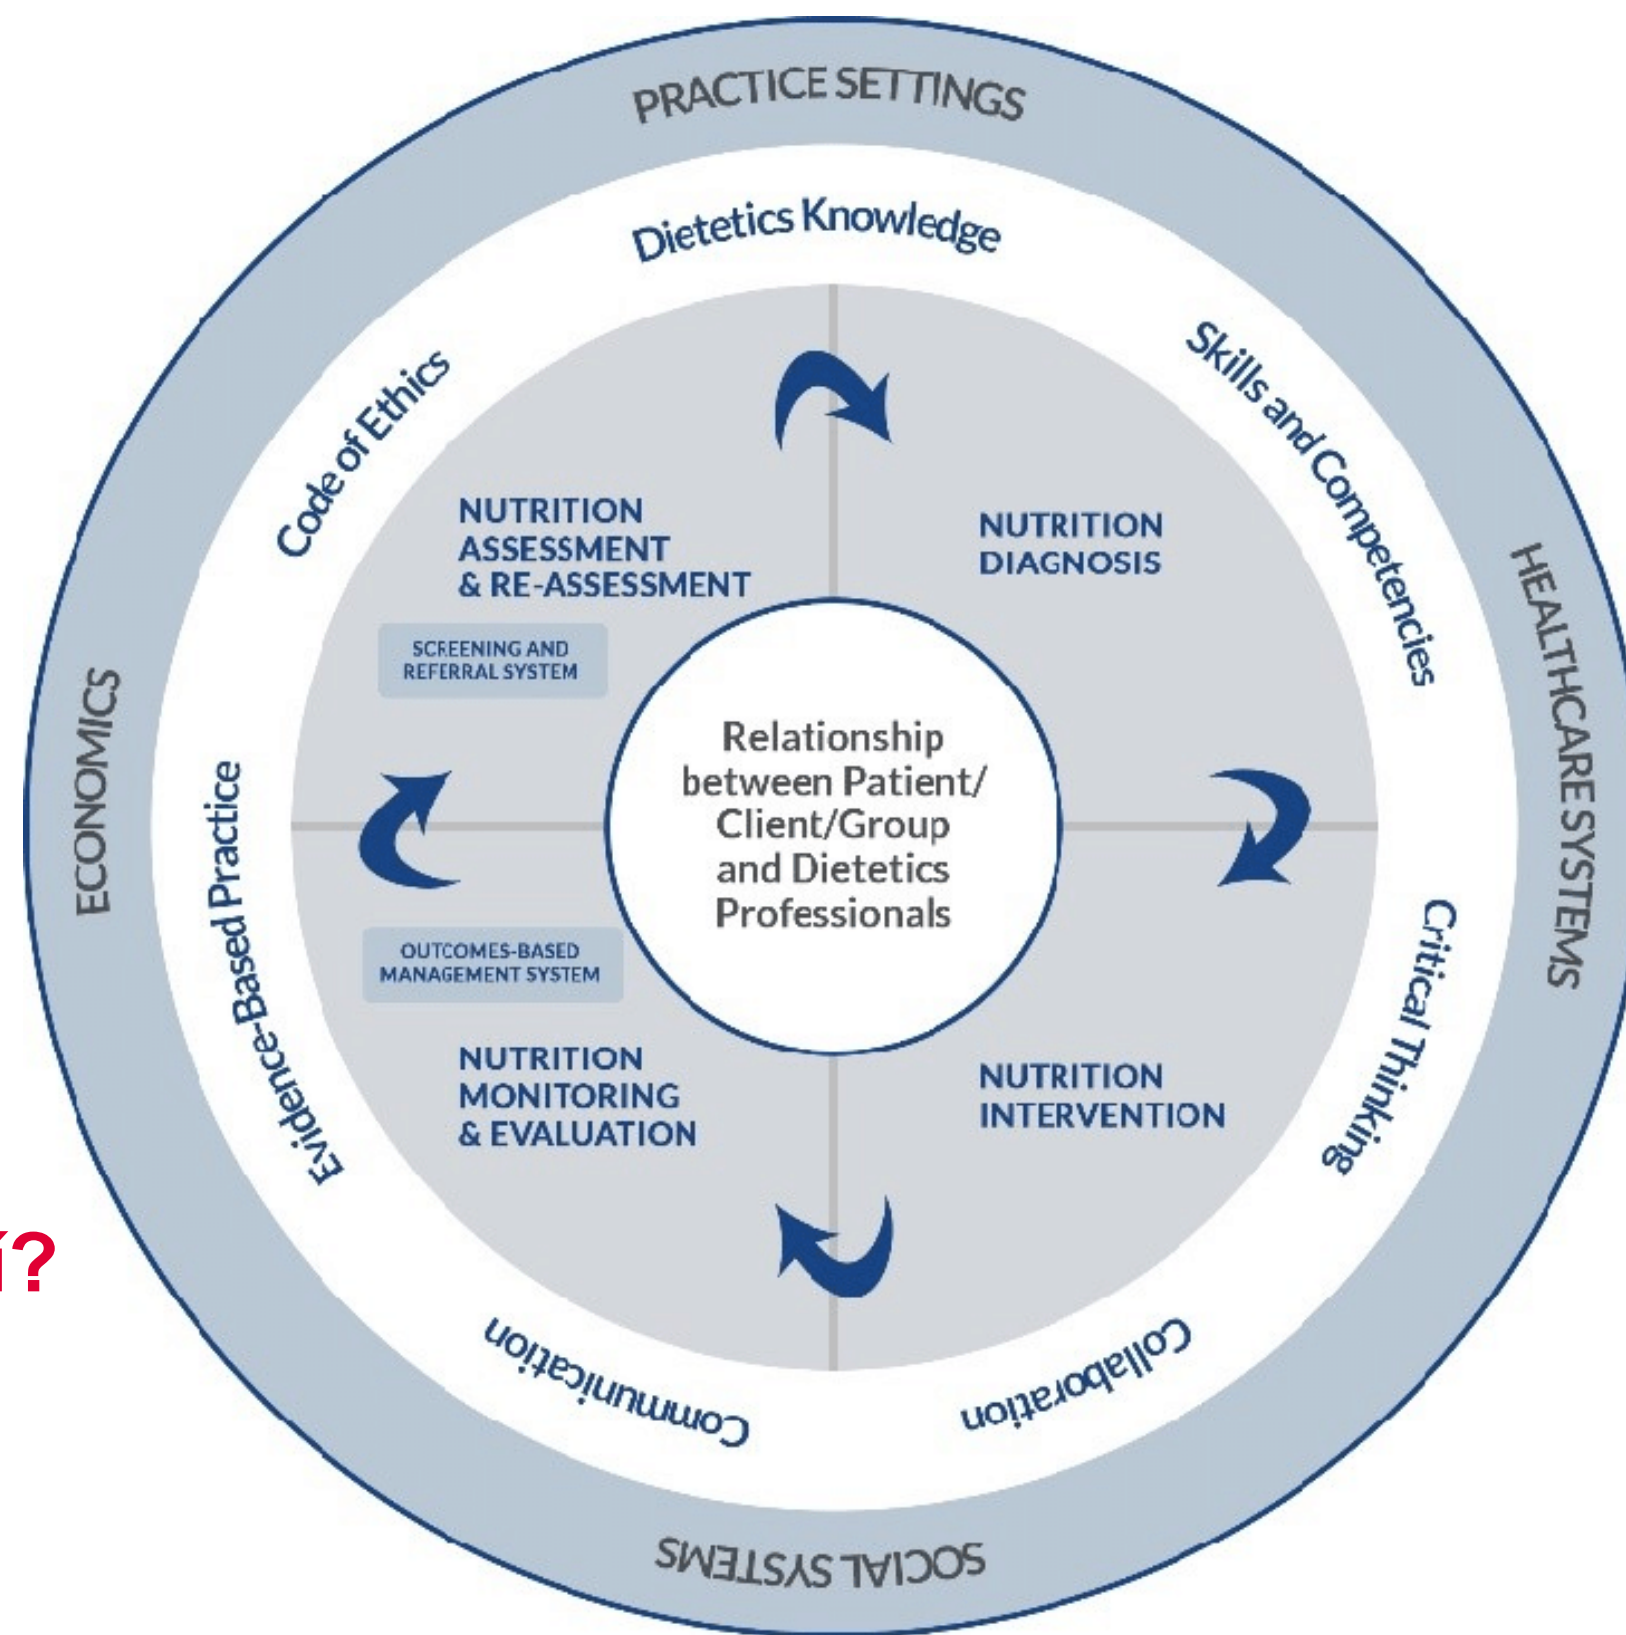 PRACTICE SETTINGS
Dietetics Knowledge
Skills and Competencies
Code of Ethics
NUTRITION
ASSESSMENT
& RE-ASSESSMENT
NUTRITION
DIAGNOSIS
SCREENING AND
REFERRAL SYSTEM
HEALTHCARE SYSTEMS
ECONOMICS
Relationship
between Patient/
Client/Group
and Dietetics
Professionals
Evidence-Based Practice
Critical Thinking
OUTCOMES-BASED
MANAGEMENT SYSTEM
NUTRITION
MONITORING
& EVALUATION
NUTRITION
INTERVENTION
Communication
Collaboration
SOCIAL SYSTEMS